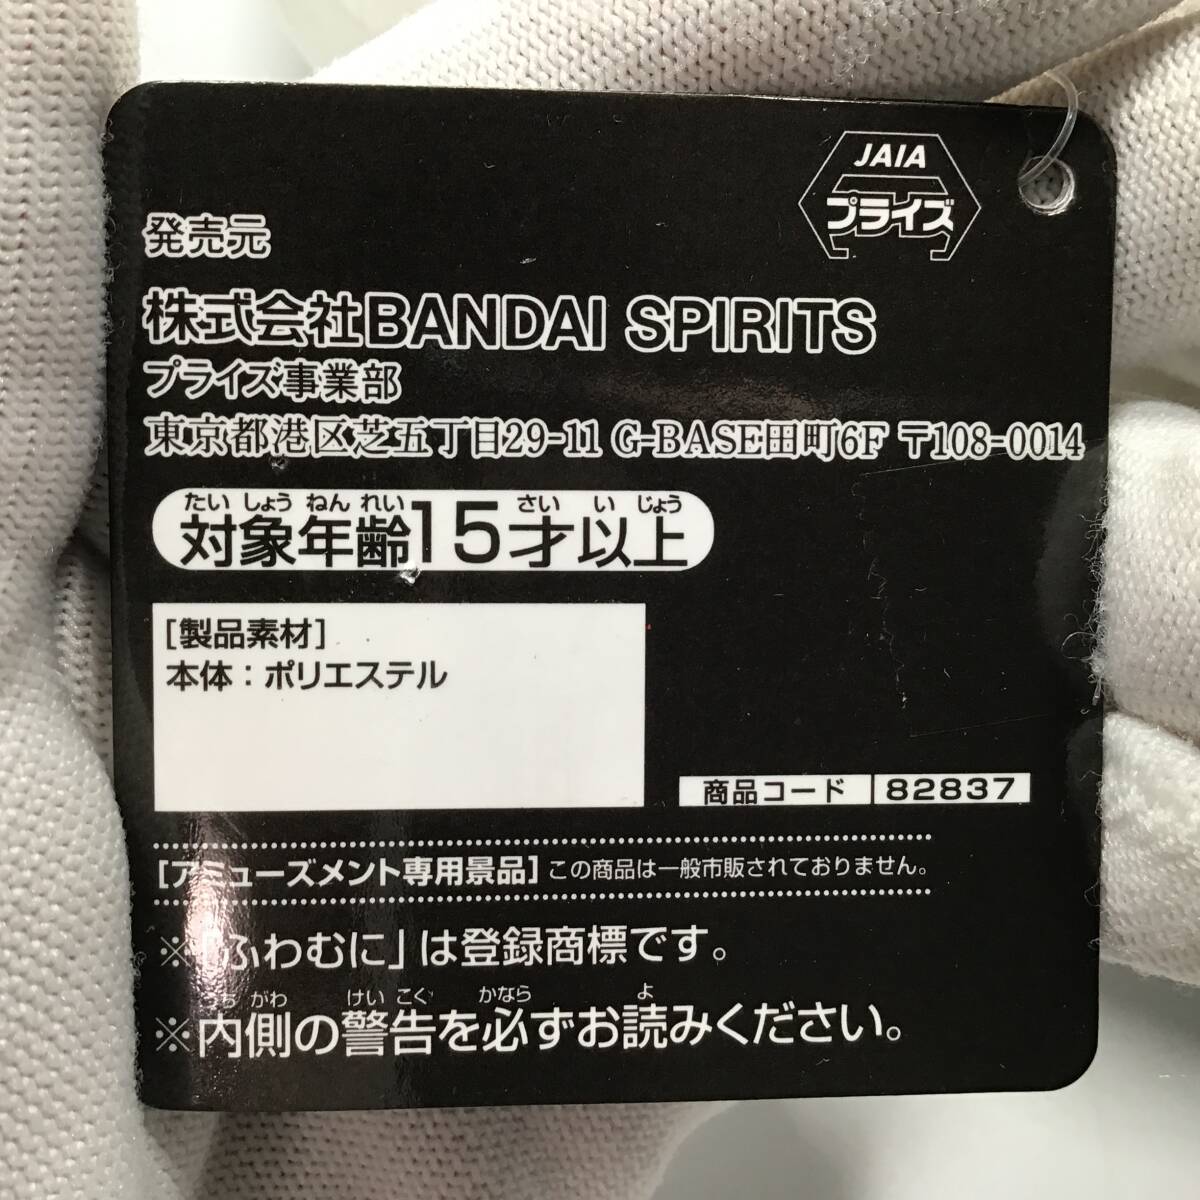 JAIA
プライズ
発売元
株式会社BANDAI SPIRITS
プライズ事業部
東京都港区芝五丁目29-11 G-BASE田町6F 〒108-0014
たいしょうねんれい さいいじょう
対象年齢15才以上
[製品素材]
本体：ポリエステル
商品コード 82837
[アミューズメント専用景品] この商品は一般市販されておりません。
※「ふわむに」は登録商標です。
うちがわ けいこく かなら よ
※内側の警告を必ずお読みください。